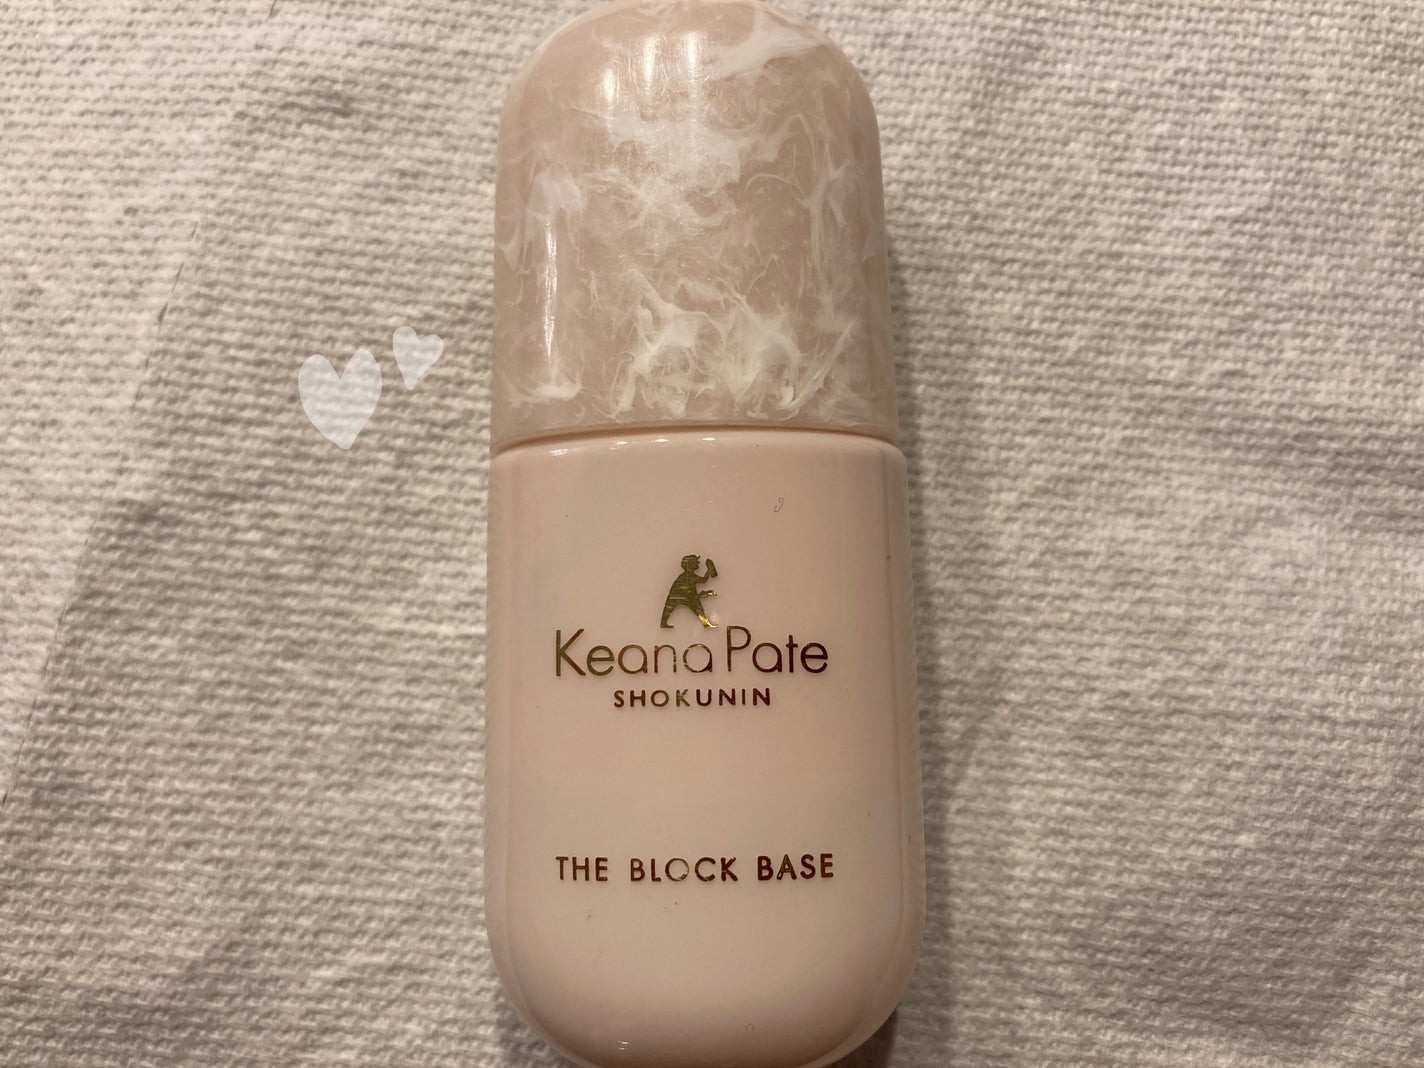 Keana Pate
SHOKUNIN
THE BLOCK BASE